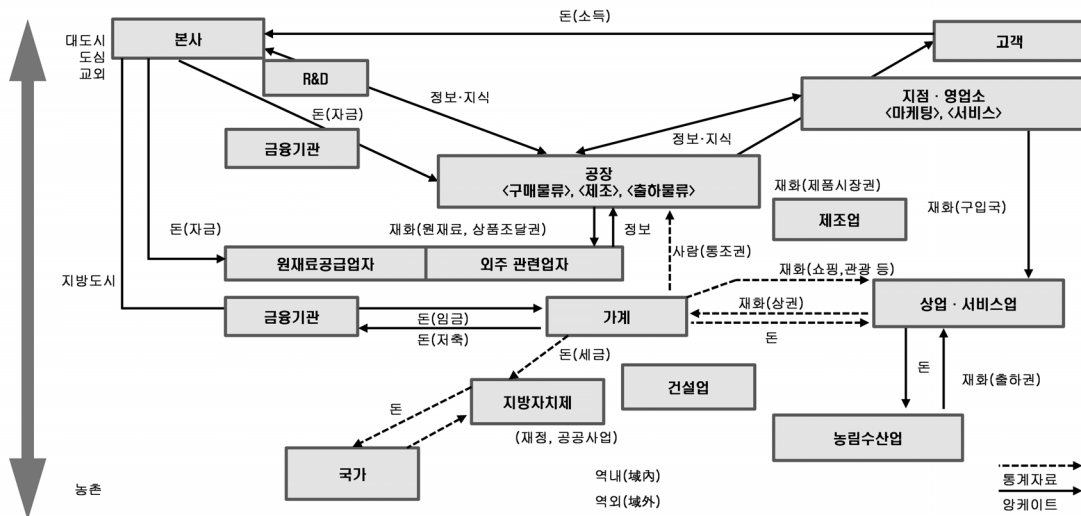 돈(소득)
대도시
도심
교외
본사
고객
R&D
정보·지식
지점·영업소
<마케팅>, <서비스>
돈(자금)
금융기관
정보·지식
공장
<구매물류>, <제조>, <출하물류>
재화(제품시장권)
제조업
재화(구입국)
돈(자금)
재화(원재료, 상품조달권)
정보
사람(통조권)
원재료공급업자
외주 관련업자
재화(쇼핑,관광 등)
지방도시
금융기관
돈(임금)
돈(저축)
가계
재화(상권)
돈
상업·서비스업
돈(세금)
건설업
돈
재화(출하권)
돈
지방자치제
(재정, 공공사업)
농림수산업
국가
역내(域內)
역외(域外)
농촌
통계자료
앙케이트